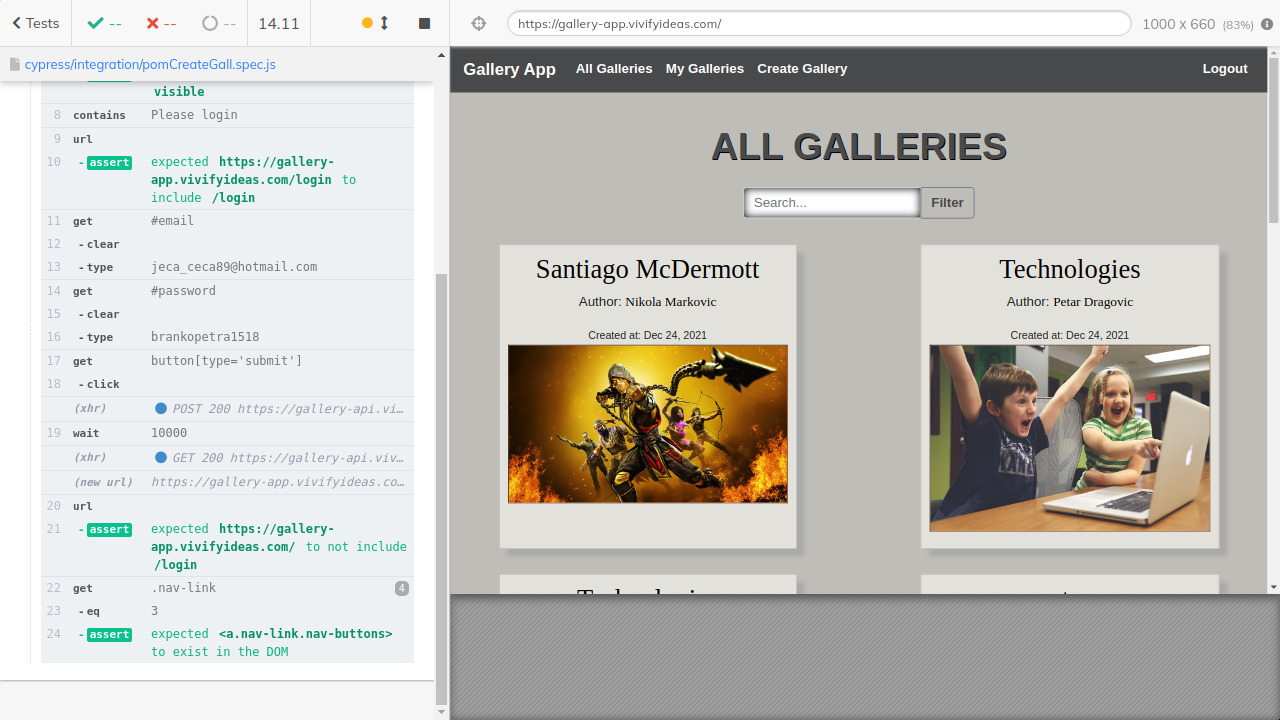 Tests
--
--
--
14.11
https://gallery-app.vivifyideas.com/
1000 x 660 (83%)
cypress/integration/pomCreateGall.spec.js
visible
8 contains Please login
9 url
10 - assert expected https://gallery-
app.vivifyideas.com/login to
include /login
11 get #email
12 - clear
13 - type jeca_ceca89@hotmail.com
14 get #password
15 - clear
16 - type brankopetra1518
17 get button[type='submit']
18 - click
(xhr) POST 200 https://gallery-api.vi…
19 wait 10000
(xhr) GET 200 https://gallery-api.viv…
(new url) https://gallery-app.vivifyideas.co…
20 url
21 - assert expected https://gallery-
app.vivifyideas.com/ to not include
/login
22 get .nav-link 4
23 - eq 3
24 - assert expected <a.nav-link.nav-buttons>
to exist in the DOM
Gallery App All Galleries My Galleries Create Gallery Logout
ALL GALLERIES
Search... Filter
Santiago McDermott
Author: Nikola Markovic
Created at: Dec 24, 2021
Technologies
Author: Petar Dragovic
Created at: Dec 24, 2021